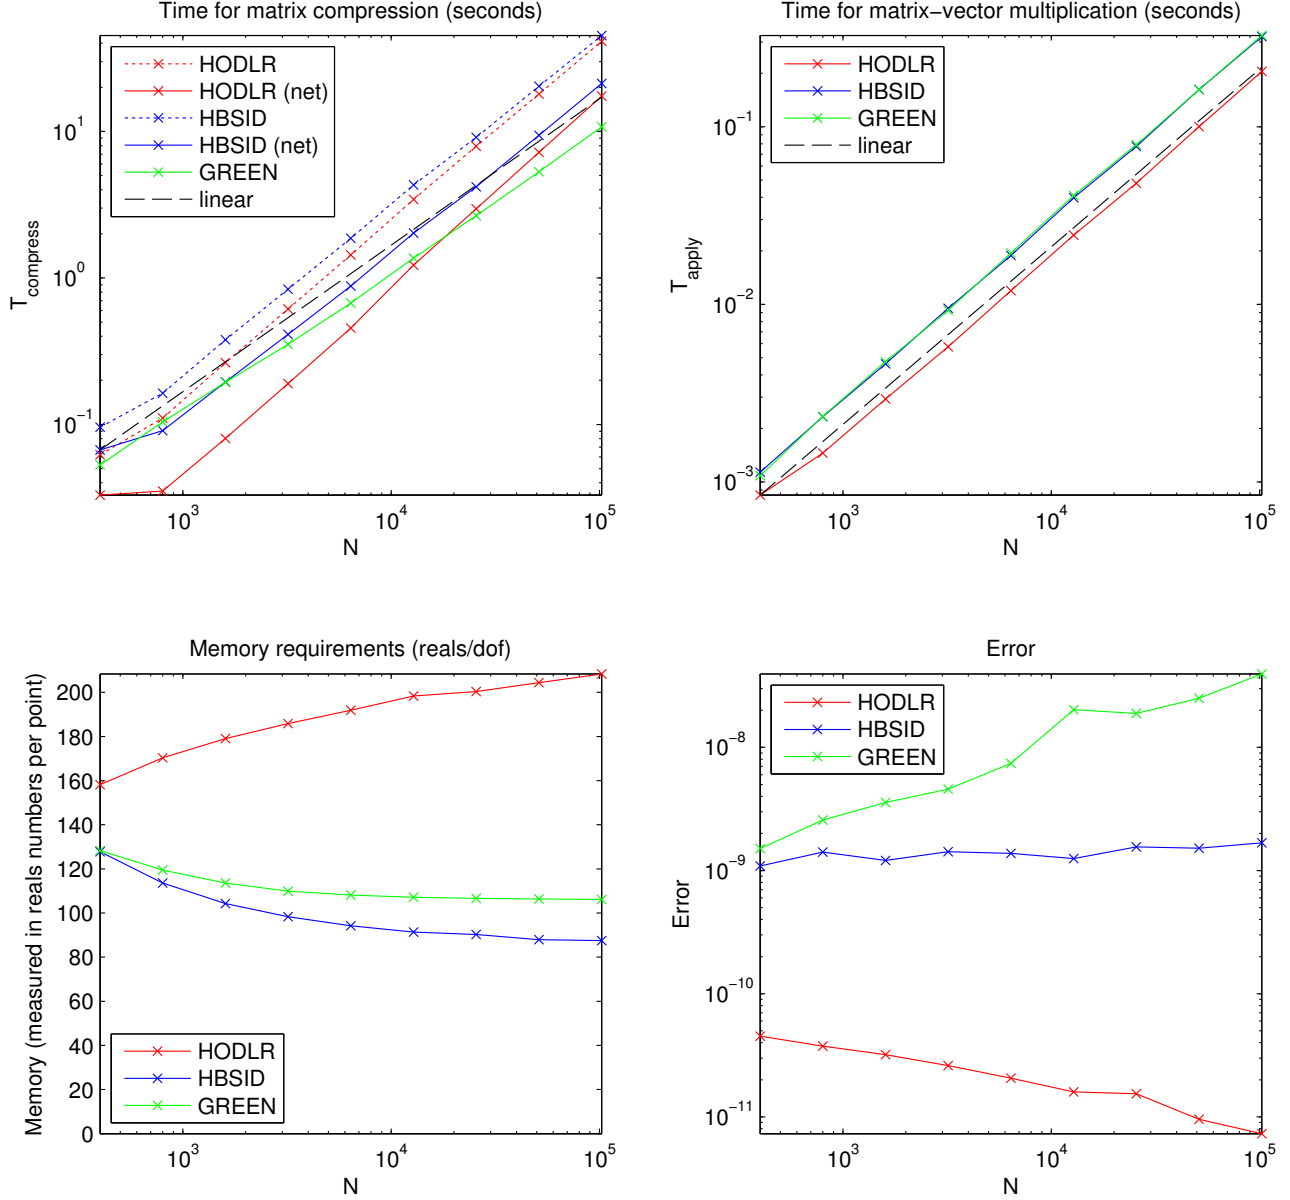 Time for matrix compression (seconds)
T_compress
10^1
10^0
10^−1
HODLR
HODLR (net)
HBSID
HBSID (net)
GREEN
linear
10^3
10^4
10^5
N
Time for matrix−vector multiplication (seconds)
T_apply
10^−1
10^−2
10^−3
HODLR
HBSID
GREEN
linear
10^3
10^4
10^5
N
Memory requirements (reals/dof)
Memory (measured in reals numbers per point)
200
180
160
140
120
100
80
60
40
20
0
HODLR
HBSID
GREEN
10^3
10^4
10^5
N
Error
Error
10^−8
10^−9
10^−10
10^−11
HODLR
HBSID
GREEN
10^3
10^4
10^5
N